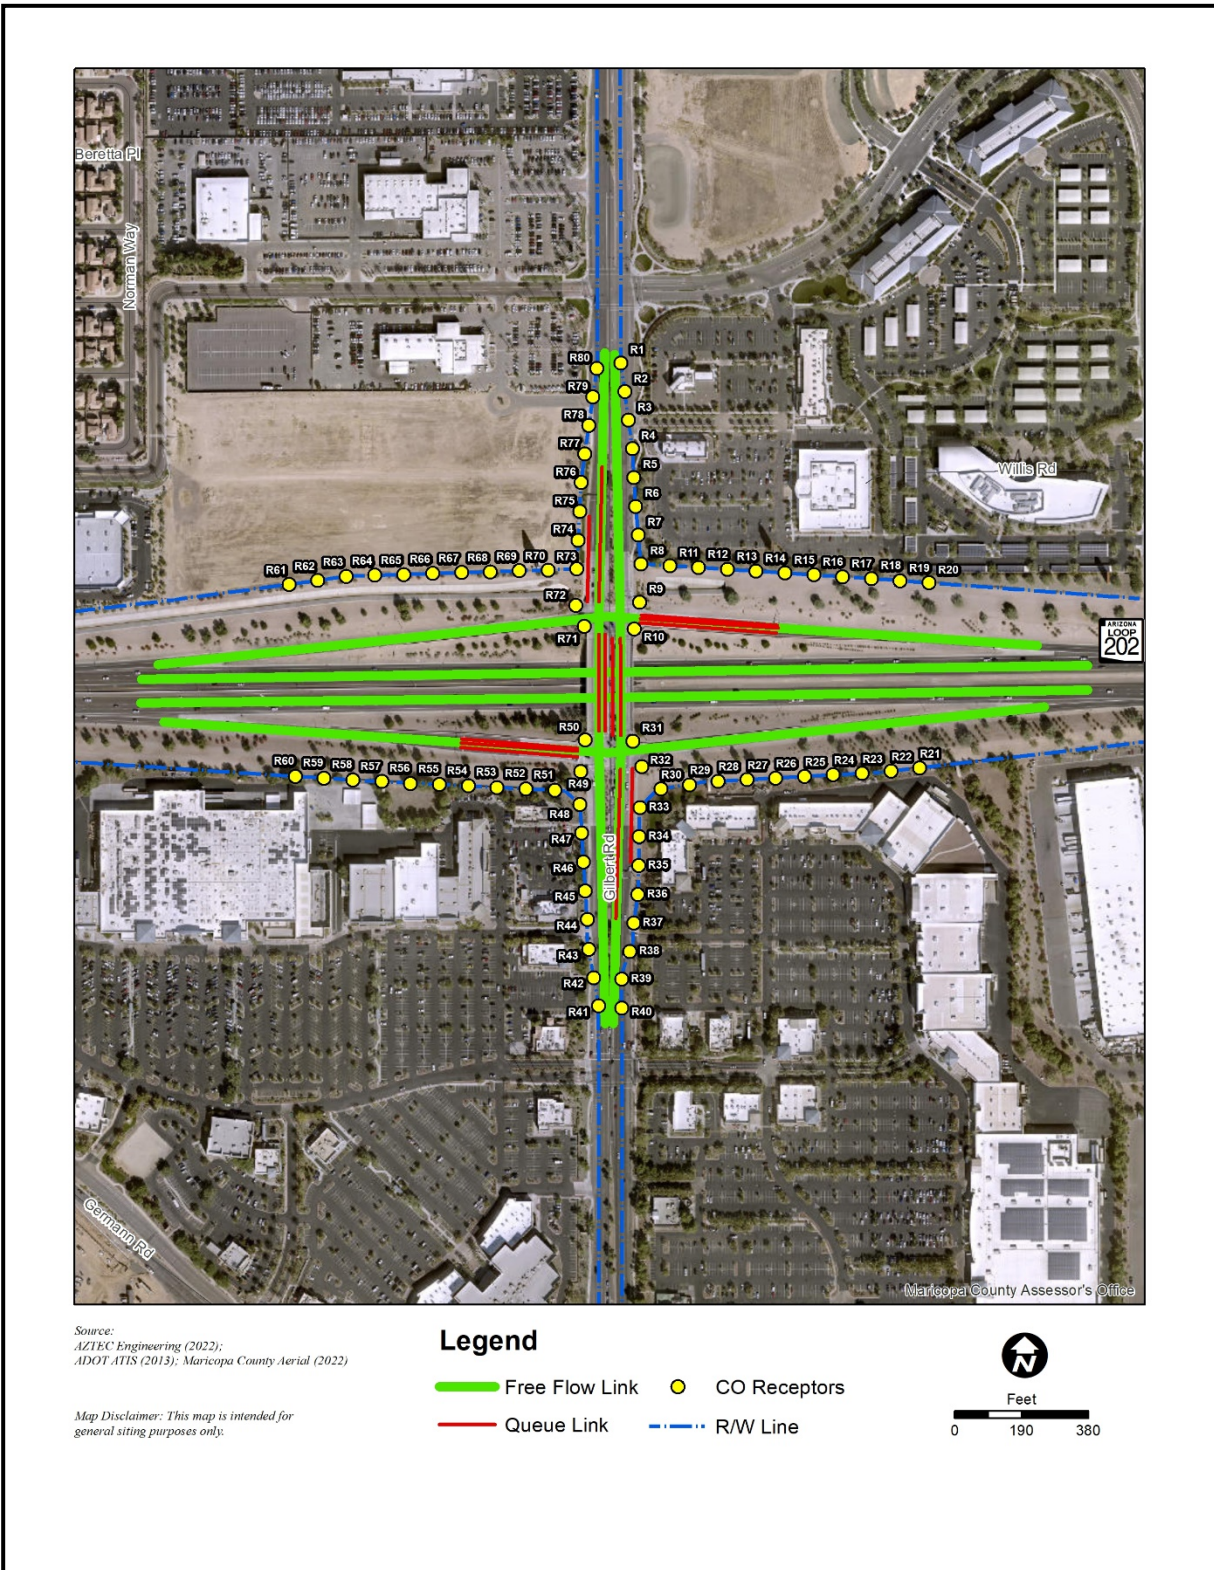 Beretta Pl
Norman Way
R80
R1
R79
R2
R78
R3
R77
R4
R76
R5
R75
R6
R74
R7
R61
R62
R63
R64
R65
R66
R67
R68
R69
R70
R73
R8
R11
R12
R13
R14
R15
R16
R17
R18
R19
R20
Willis Rd
R72
R9
R71
R10
ARIZONA
LOOP
202
R50
R31
R60
R59
R58
R57
R56
R55
R54
R53
R52
R51
R49
R32
R30
R29
R28
R27
R26
R25
R24
R23
R22
R21
R48
R33
R47
R34
R46
R35
R45
R36
R44
R37
R43
R38
R42
R39
R41
R40
Gilbert Rd
Germann Rd
Maricopa County Assessor's Office
Source:
AZTEC Engineering (2022);
ADOT ATIS (2013); Maricopa County Aerial (2022)
Map Disclaimer: This map is intended for
general siting purposes only.
Legend
Free Flow Link
CO Receptors
Queue Link
R/W Line
N
Feet
0 190 380